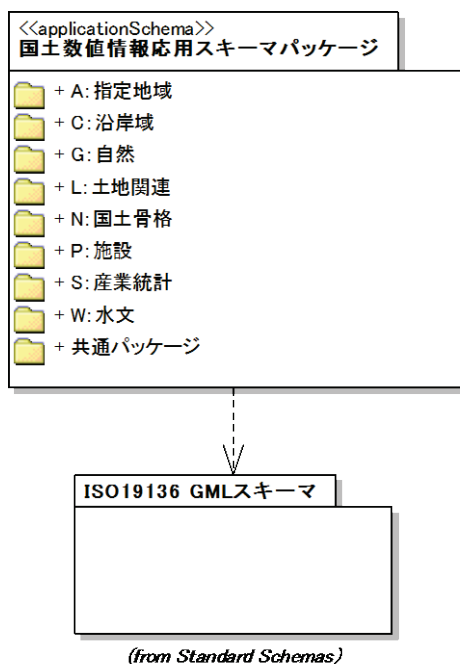 <<applicationSchema>>
国土数値情報応用スキーマパッケージ
+ A:指定地域
+ C:沿岸域
+ G:自然
+ L:土地関連
+ N:国土骨格
+ P:施設
+ S:産業統計
+ W:水文
+ 共通パッケージ
ISO19136 GMLスキーマ
(from Standard Schemas)